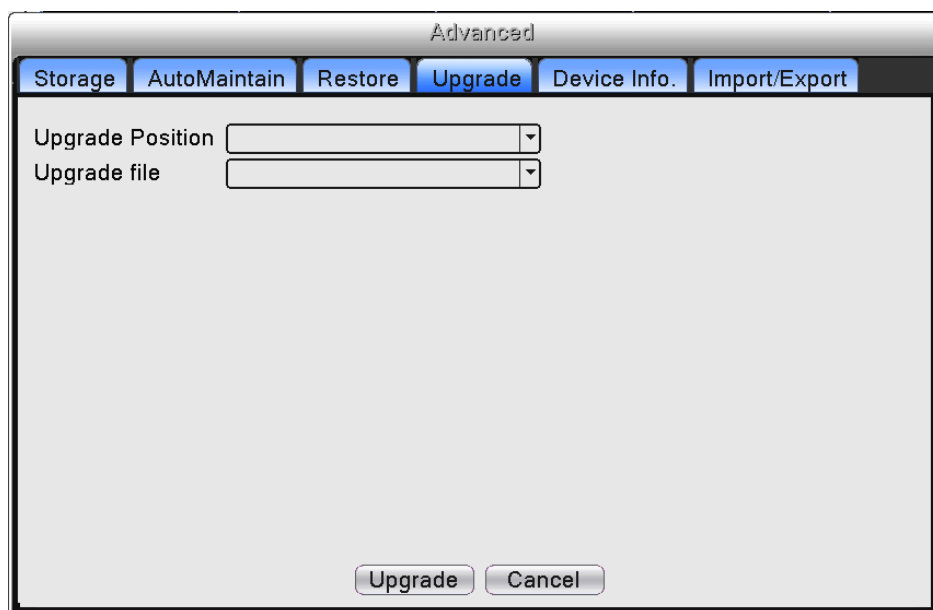 Advanced
Storage AutoMaintain Restore Upgrade Device Info. Import/Export
Upgrade Position
Upgrade file
Upgrade Cancel